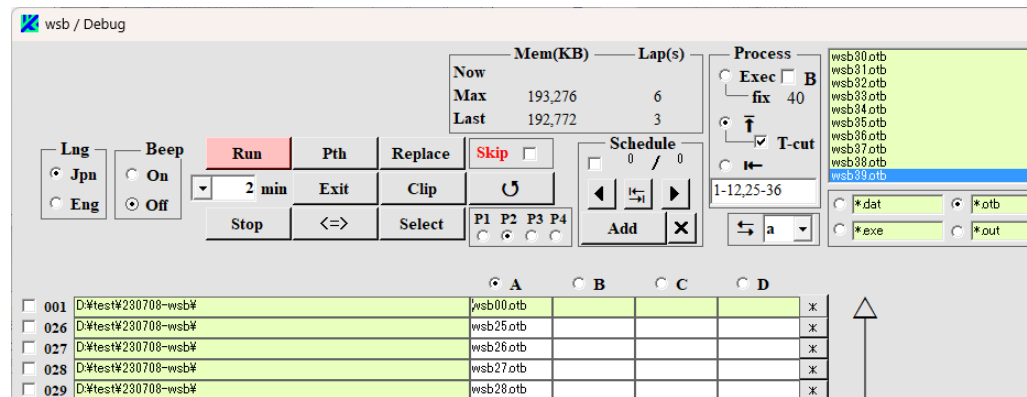 wsb / Debug
Mem(KB) Lap(s)
Now
Max 193,276 6
Last 192,772 3
Process
Exec B
fix 40
T-cut
1-12,25-36
a
wsb30.otb
wsb31.otb
wsb32.otb
wsb33.otb
wsb34.otb
wsb35.otb
wsb36.otb
wsb37.otb
wsb38.otb
wsb39.otb
*.dat *.otb
*.exe *.out
Lng
Jpn
Eng
Beep
On
Off
Run Pth Replace Skip
2 min Exit Clip
Stop <=> Select
P1 P2 P3 P4
Schedule
0 / 0
Add
A B C D
001 D:¥test¥230708-wsb¥ wsb00.otb *
026 D:¥test¥230708-wsb¥ wsb25.otb *
027 D:¥test¥230708-wsb¥ wsb26.otb *
028 D:¥test¥230708-wsb¥ wsb27.otb *
029 D:¥test¥230708-wsb¥ wsb28.otb *